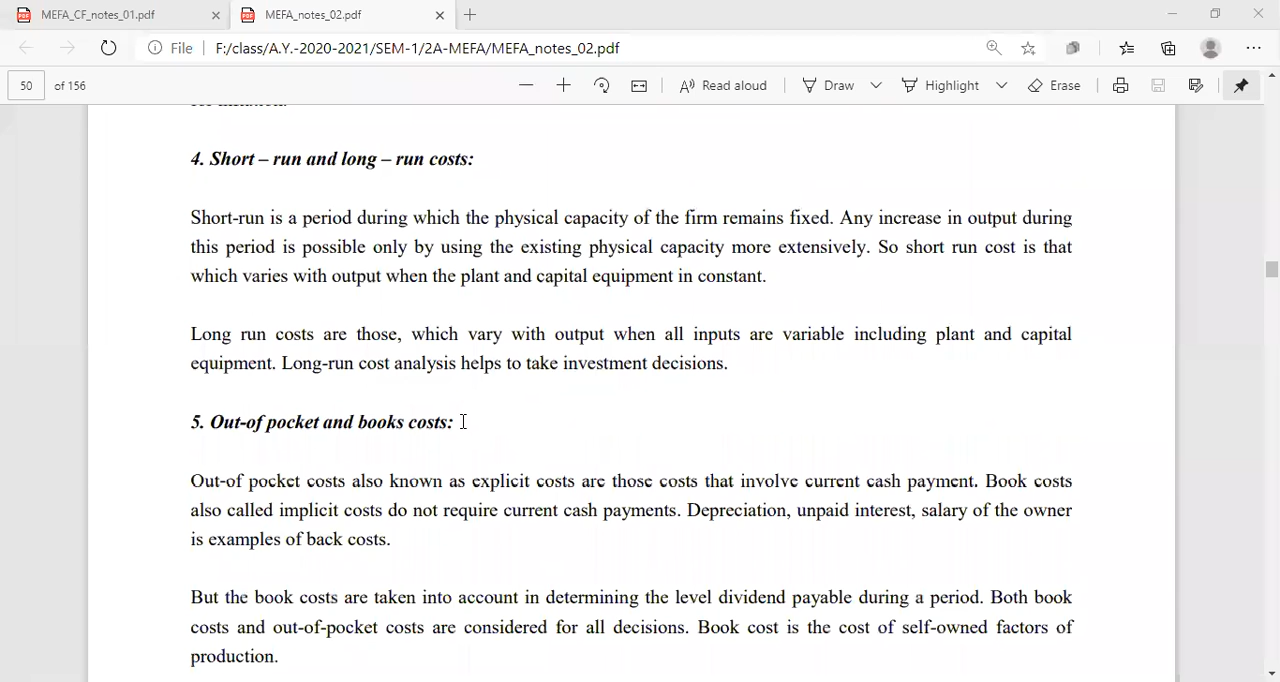 MEFA_CF_notes_01.pdf
MEFA_notes_02.pdf
File
F:/class/A.Y.-2020-2021/SEM-1/2A-MEFA/MEFA_notes_02.pdf
50 of 156
Read aloud
Draw
Highlight
Erase
4. Short – run and long – run costs:
Short-run is a period during which the physical capacity of the firm remains fixed. Any increase in output during
this period is possible only by using the existing physical capacity more extensively. So short run cost is that
which varies with output when the plant and capital equipment in constant.
Long run costs are those, which vary with output when all inputs are variable including plant and capital
equipment. Long-run cost analysis helps to take investment decisions.
5. Out-of pocket and books costs:
Out-of pocket costs also known as explicit costs are those costs that involve current cash payment. Book costs
also called implicit costs do not require current cash payments. Depreciation, unpaid interest, salary of the owner
is examples of back costs.
But the book costs are taken into account in determining the level dividend payable during a period. Both book
costs and out-of-pocket costs are considered for all decisions. Book cost is the cost of self-owned factors of
production.